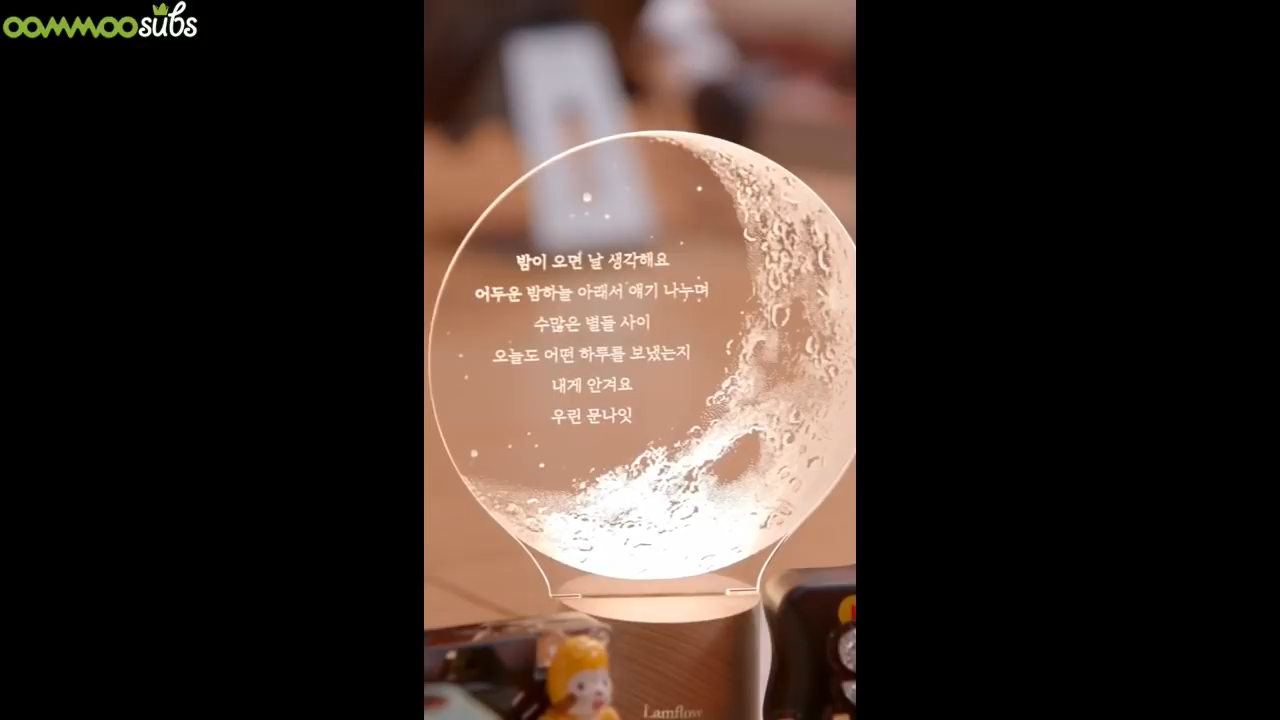 oommoosubs
밤이 오면 날 생각해요
어두운 밤하늘 아래서 얘기 나누며
수많은 별들 사이
오늘도 어떤 하루를 보냈는지
내게 안겨요
우린 문나잇
Lamflow